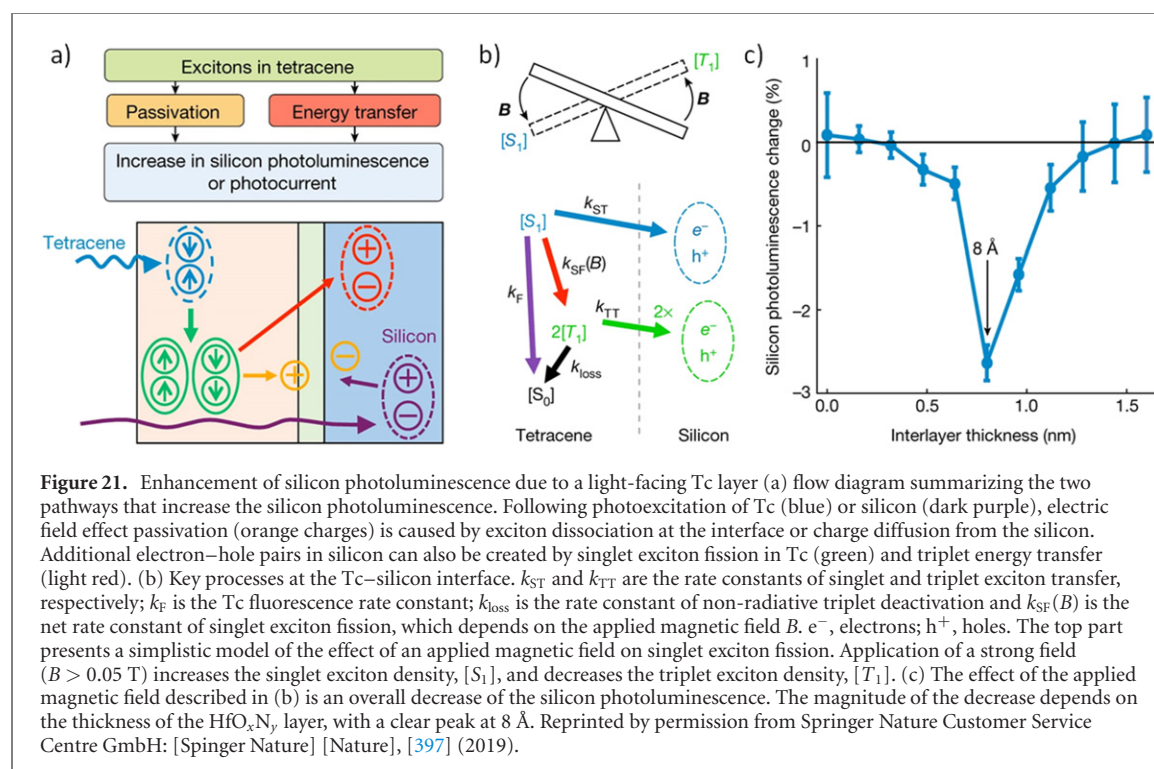 a)
Excitons in tetracene
Passivation
Energy transfer
Increase in silicon photoluminescence
or photocurrent
Tetracene
Silicon
b)
[T₁]
B
B
[S₁]
[S₁]
k_ST
e⁻
h⁺
k_SF(B)
k_F
k_TT
2×
2[T₁]
e⁻
h⁺
k_loss
[S₀]
Tetracene
Silicon
c)
Silicon photoluminescence change (%)
1
0
−1
−2
−3
8 Å
0.0
0.5
1.0
1.5
Interlayer thickness (nm)
Figure 21. Enhancement of silicon photoluminescence due to a light-facing Tc layer (a) flow diagram summarizing the two
pathways that increase the silicon photoluminescence. Following photoexcitation of Tc (blue) or silicon (dark purple), electric
field effect passivation (orange charges) is caused by exciton dissociation at the interface or charge diffusion from the silicon.
Additional electron–hole pairs in silicon can also be created by singlet exciton fission in Tc (green) and triplet energy transfer
(light red). (b) Key processes at the Tc–silicon interface. k_ST and k_TT are the rate constants of singlet and triplet exciton transfer,
respectively; k_F is the Tc fluorescence rate constant; k_loss is the rate constant of non-radiative triplet deactivation and k_SF(B) is the
net rate constant of singlet exciton fission, which depends on the applied magnetic field B. e⁻, electrons; h⁺, holes. The top part
presents a simplistic model of the effect of an applied magnetic field on singlet exciton fission. Application of a strong field
(B > 0.05 T) increases the singlet exciton density, [S₁], and decreases the triplet exciton density, [T₁]. (c) The effect of the applied
magnetic field described in (b) is an overall decrease of the silicon photoluminescence. The magnitude of the decrease depends on
the thickness of the HfOₓN_y layer, with a clear peak at 8 Å. Reprinted by permission from Springer Nature Customer Service
Centre GmbH: [Spinger Nature] [Nature], [397] (2019).